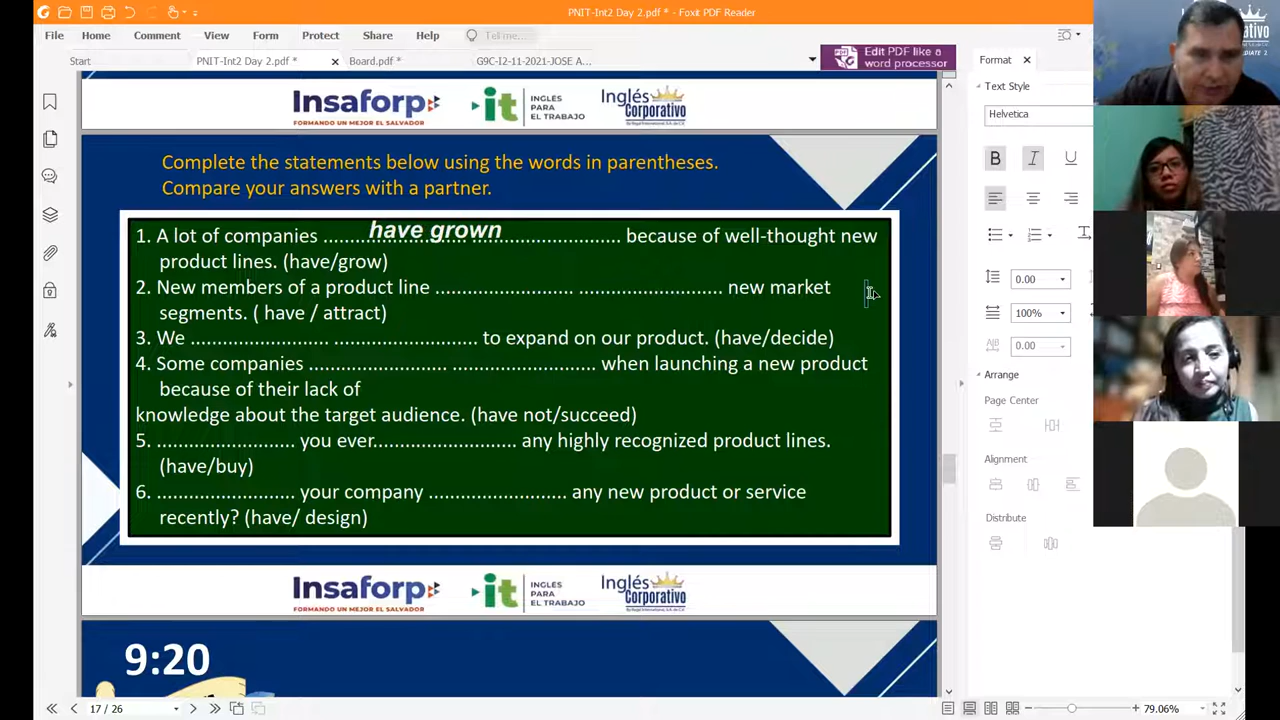 PNIT-Int2 Day 2.pdf * - Foxit PDF Reader
File Home Comment View Form Protect Share Help Tell me...
Start PNIT-Int2 Day 2.pdf * Board.pdf * G9C-I2-11-2021-JOSE A...
Edit PDF like a
word processor
Format
Text Style
Helvetica
B I U
T
0.00
100%
0.00
Arrange
Page Center
Alignment
Distribute
Insaforp
FORMANDO UN MEJOR EL SALVADOR
it INGLÉS
PARA
EL TRABAJO
Inglés
Corporativo
Complete the statements below using the words in parentheses.
Compare your answers with a partner.
have grown
1. A lot of companies ........................... ............................ because of well-thought new
product lines. (have/grow)
2. New members of a product line ........................... ........................... new market
segments. ( have / attract)
3. We ........................... ........................... to expand on our product. (have/decide)
4. Some companies ........................... ........................... when launching a new product
because of their lack of
knowledge about the target audience. (have not/succeed)
5. ........................... you ever........................... any highly recognized product lines.
(have/buy)
6. ........................... your company ........................... any new product or service
recently? (have/ design)
Insaforp
FORMANDO UN MEJOR EL SALVADOR
it INGLÉS
PARA
EL TRABAJO
Inglés
Corporativo
9:20
17 / 26
79.06%